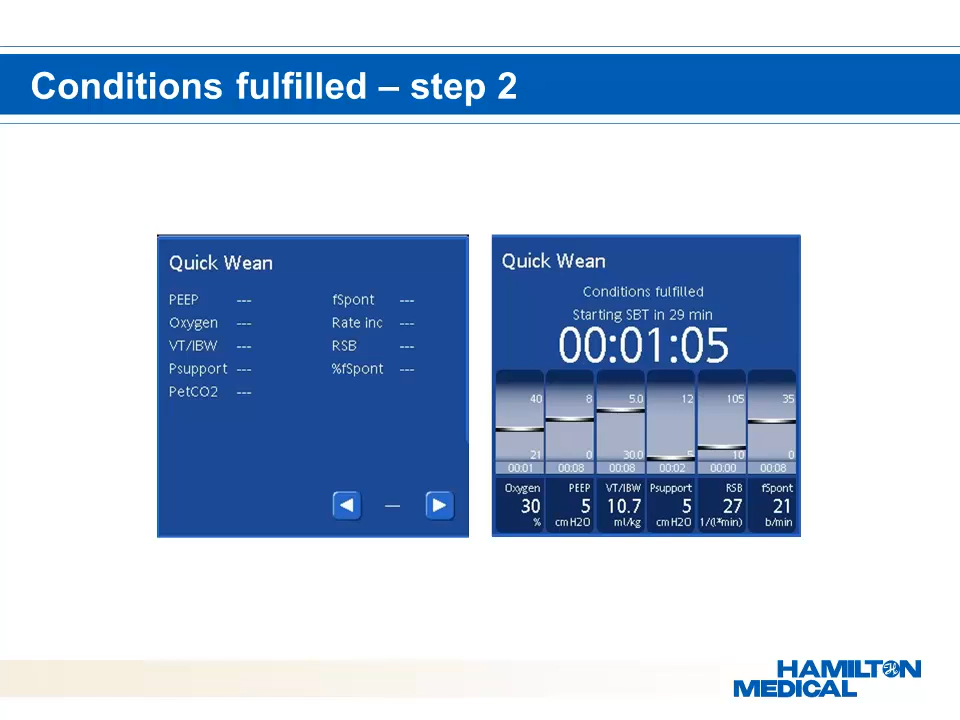 Conditions fulfilled – step 2
Quick Wean
PEEP --- fSpont ---
Oxygen --- Rate inc ---
VT/IBW --- RSB ---
Psupport --- %fSpont ---
PetCO2 ---
—
Quick Wean
Conditions fulfilled
Starting SBT in 29 min
00:01:05
40 8 5.0 12 105 35
21 0 30.0 5 10 0
00:01 00:08 00:08 00:02 00:00 00:08
Oxygen PEEP VT/IBW Psupport RSB fSpont
30 5 10.7 5 27 21
% cmH2O ml/kg cmH2O 1/(l*min) b/min
HAMILTON
MEDICAL